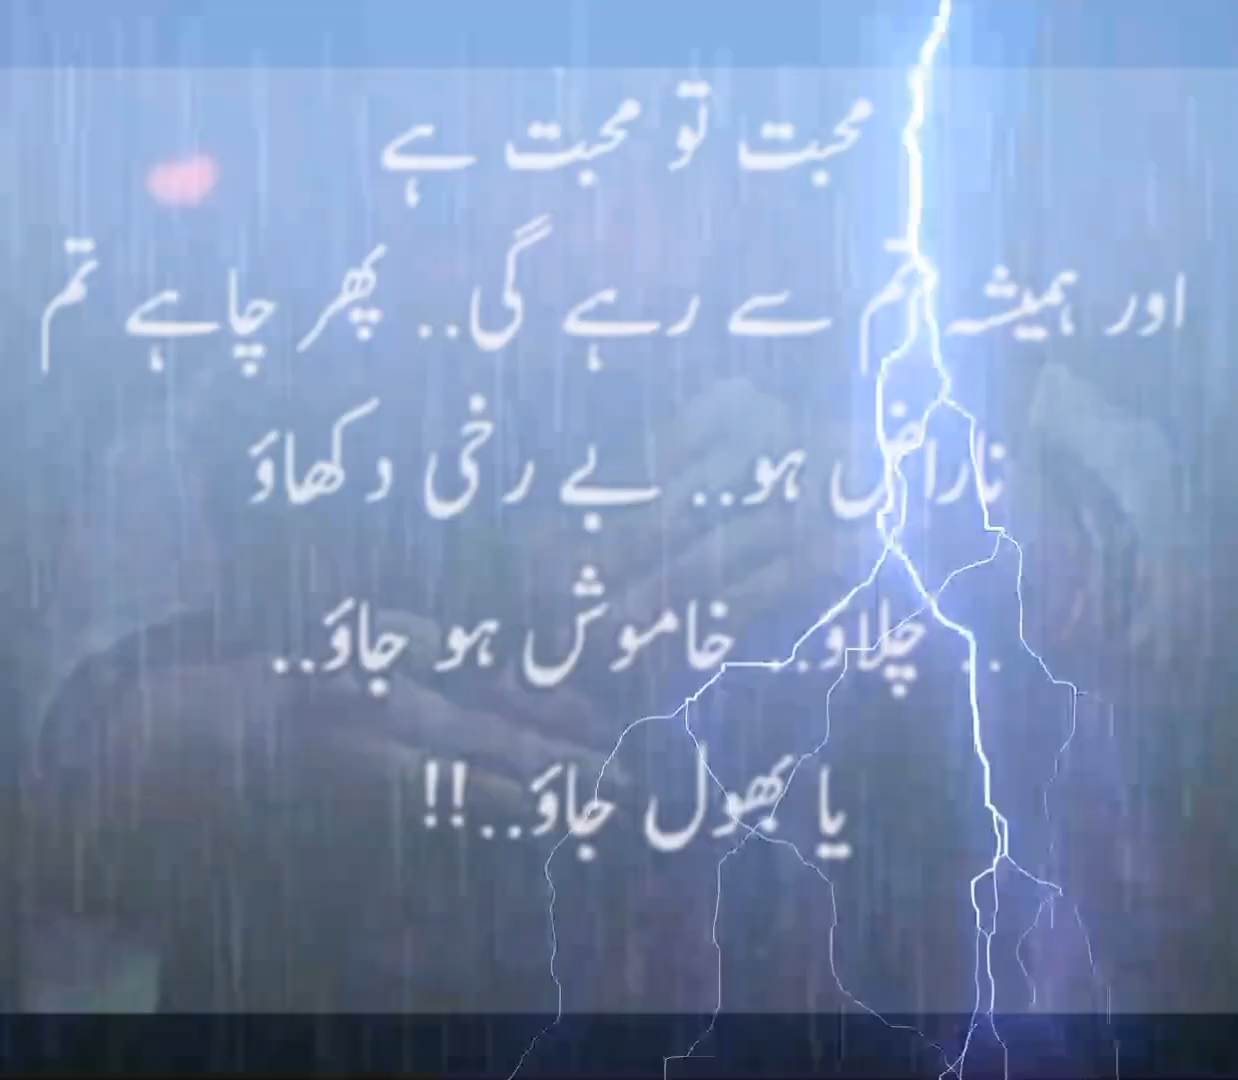 محبت تو محبت ہے
اور ہمیشہ تم سے رہے گی.. پھر چاہے تم
ناراض ہو.. بے رخی دکھاؤ
.. چلاؤ.. خاموش ہو جاؤ..
یا بھول جاؤ..!!